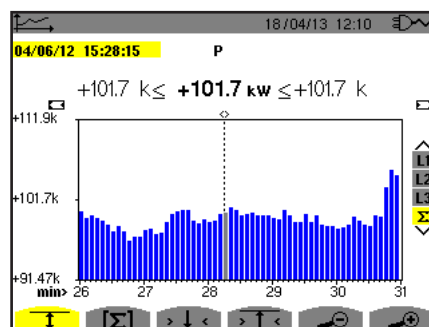 18/04/13 12:10
04/06/12 15:28:15 P
+101.7 k≤ +101.7 kW ≤+101.7 k
+111.9k
+101.7k
+91.47k
L1
L2
L3
Σ
min> 26 27 28 29 30 31
[Σ] >↓< >↑<